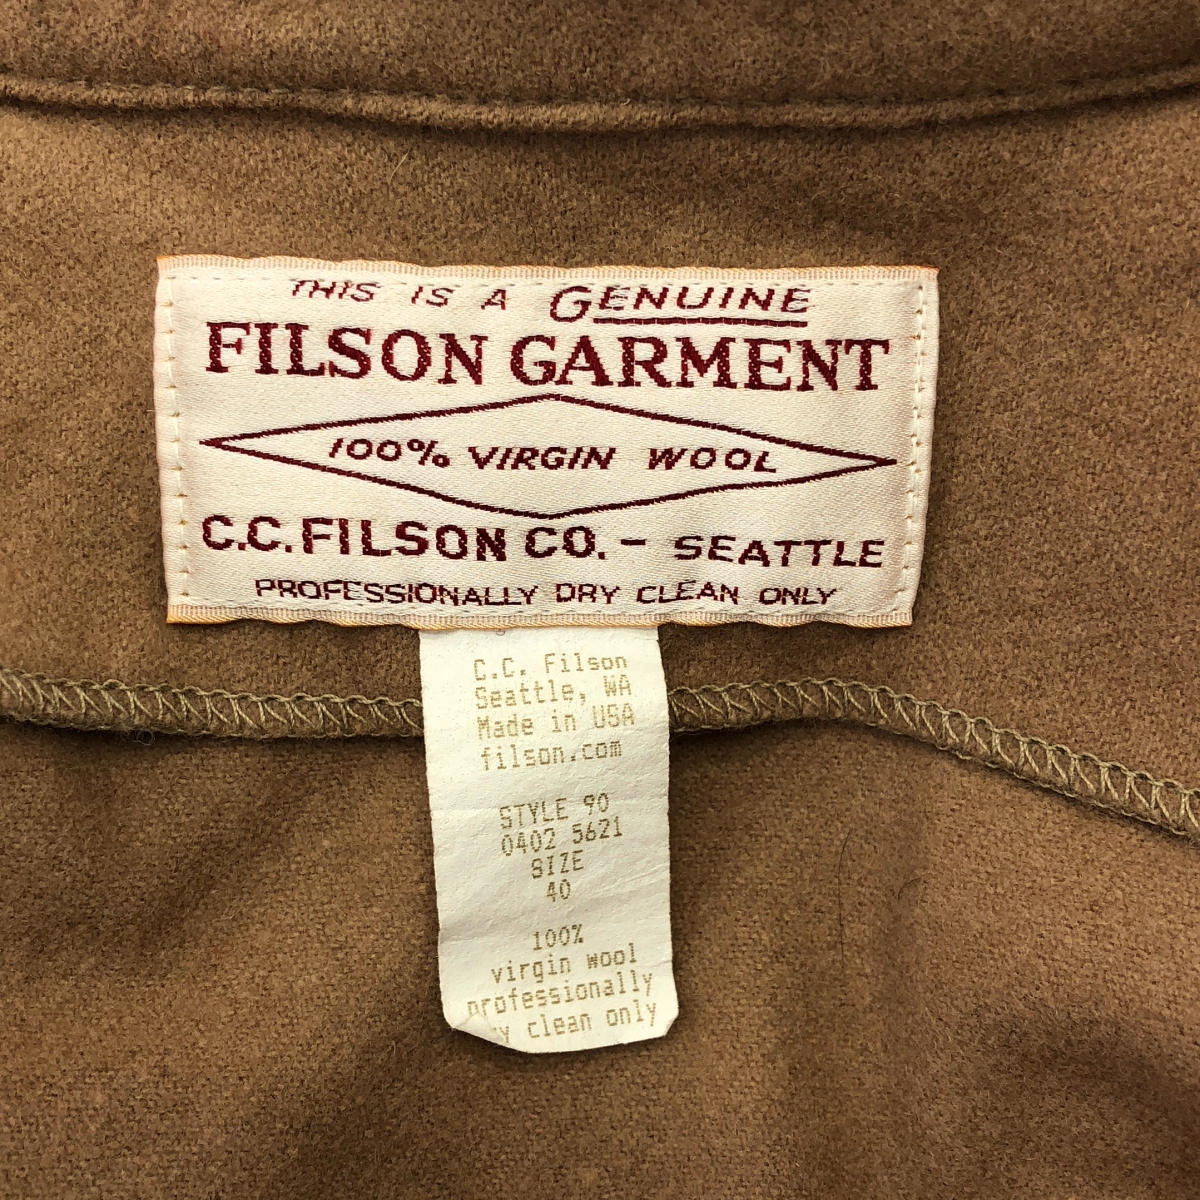 THIS IS A GENUINE
FILSON GARMENT
100% VIRGIN WOOL
C.C. FILSON CO. - SEATTLE
PROFESSIONALLY DRY CLEAN ONLY
C.C. Filson
Seattle, WA
Made in USA
filson.com
STYLE 90
0402 5621
SIZE
40
100%
virgin wool
professionally
clean only